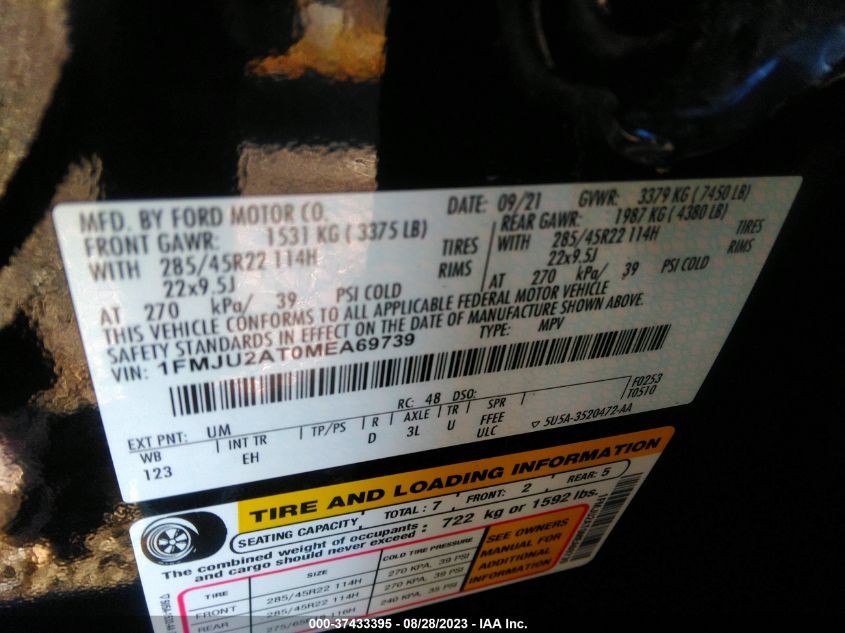 MFD. BY FORD MOTOR CO.
DATE: 09/21 GVWR: 3379 KG ( 7450 LB)
FRONT GAWR: 1531 KG ( 3375 LB)
REAR GAWR: 1987 KG ( 4380 LB)
WITH 285/45R22 114H TIRES
WITH 285/45R22 114H TIRES
22x9.5J RIMS
22x9.5J RIMS
AT 270 kPa/ 39 PSI COLD
AT 270 kPa/ 39 PSI COLD
THIS VEHICLE CONFORMS TO ALL APPLICABLE FEDERAL MOTOR VEHICLE
SAFETY STANDARDS IN EFFECT ON THE DATE OF MANUFACTURE SHOWN ABOVE.
VIN: 1FMJU2AT0MEA69739 TYPE: MPV
F0253
T0510
EXT PNT: UM RC: 48 DSO:
WB INT TR TP/PS R AXLE TR SPR
123 EH D 3L U FFEE
ULC
▽ 5U5A-3520472-AA
TIRE AND LOADING INFORMATION
SEATING CAPACITY TOTAL: 7 FRONT: 2 REAR: 5
The combined weight of occupants
and cargo should never exceed : 722 kg or 1592 lbs.
TIRE SIZE COLD TIRE PRESSURE
FRONT 285/45R22 114H 270 KPA, 39 PSI
REAR 285/45R22 114H 270 KPA, 39 PSI
SEE OWNERS
MANUAL FOR
ADDITIONAL
INFORMATION
000-37433395 - 08/28/2023 - IAA Inc.